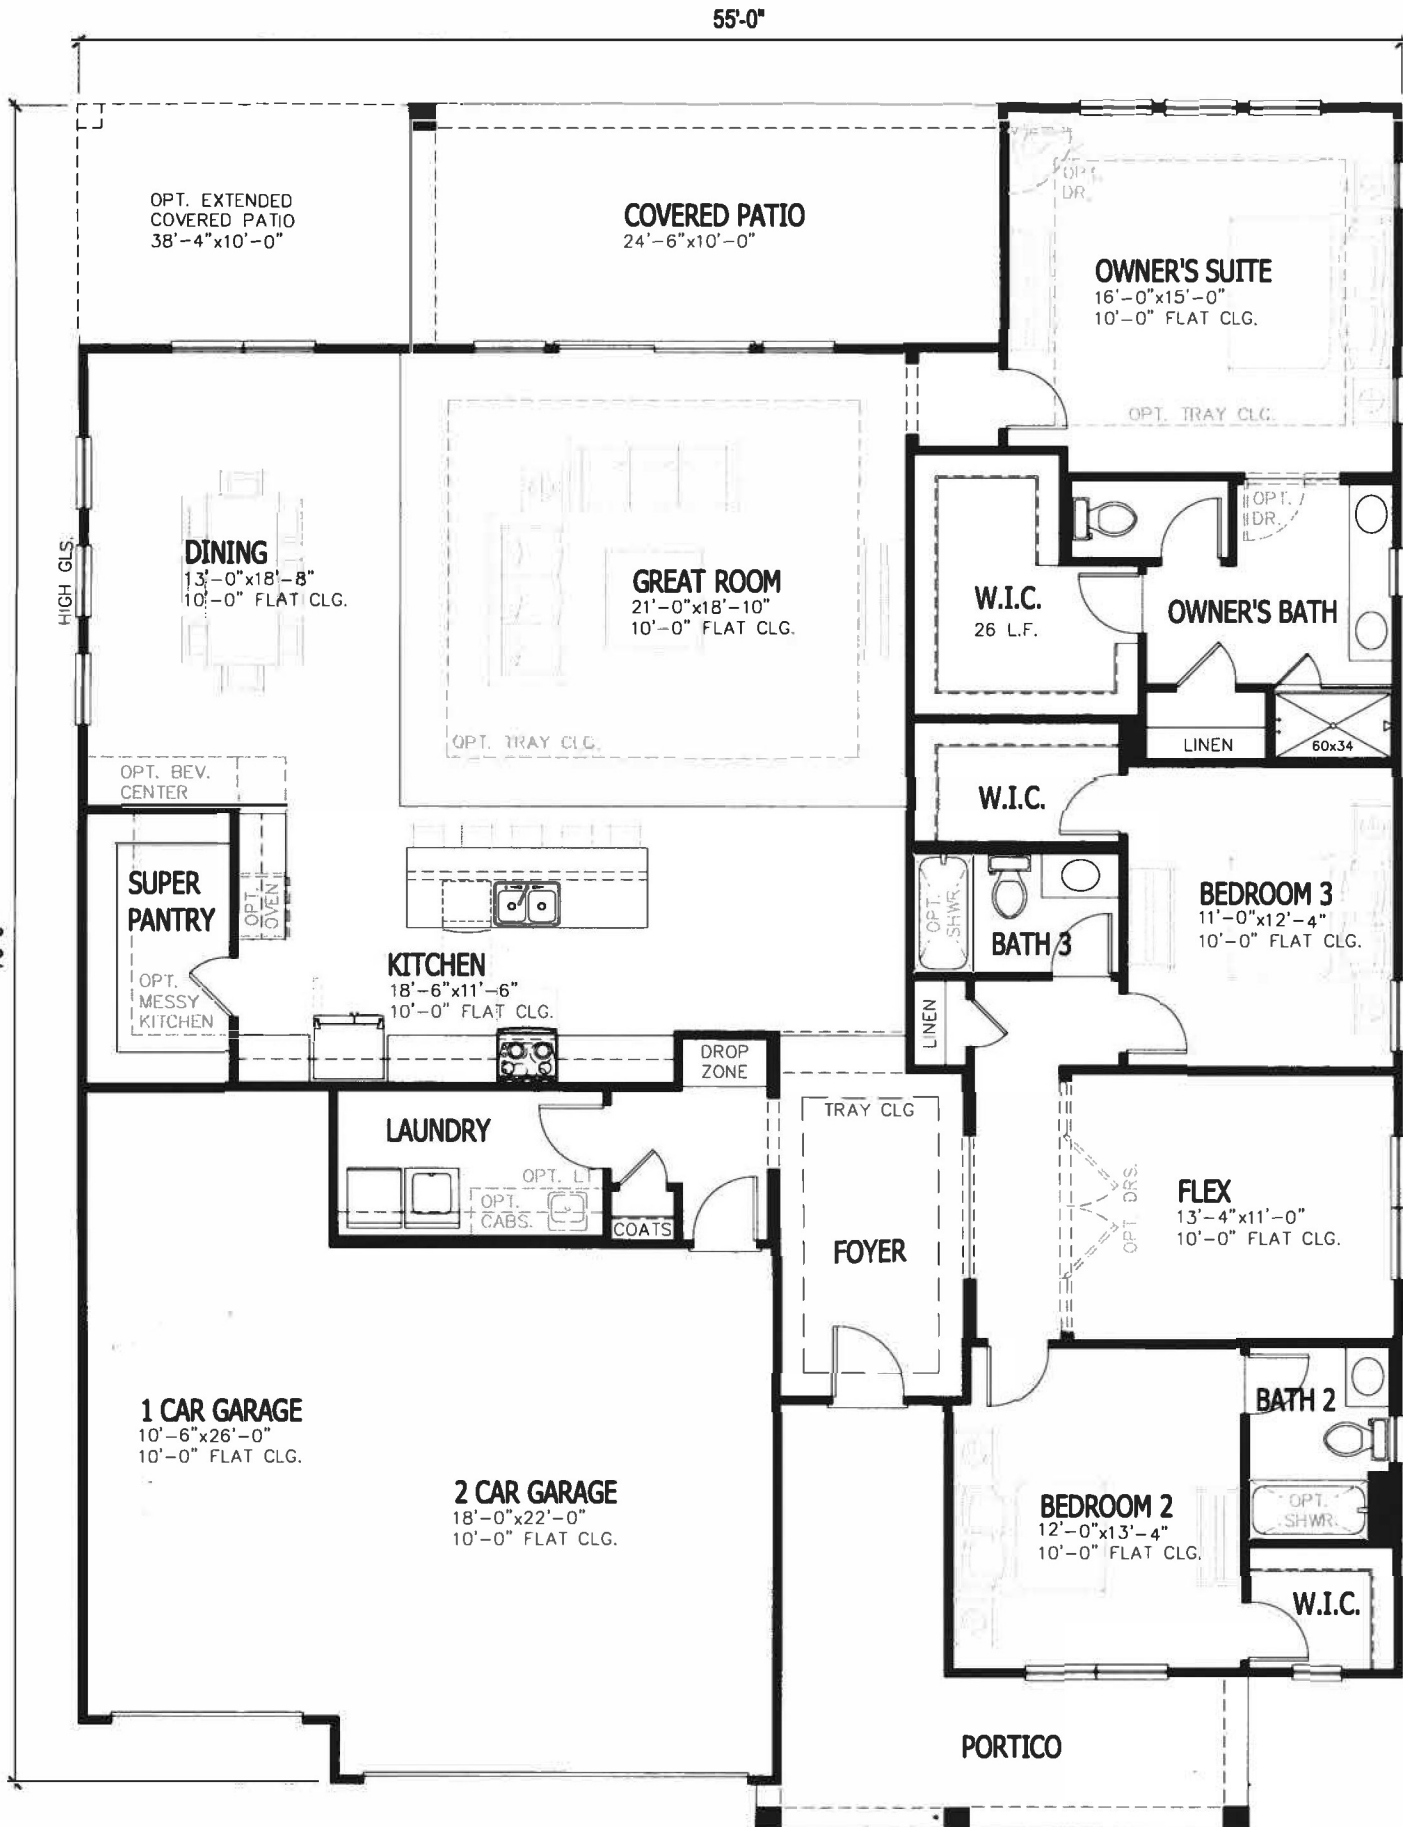 55'-0"
OPT. EXTENDED
COVERED PATIO
38'-4"x10'-0"
COVERED PATIO
24'-6"x10'-0"
OPT.
DR.
OWNER'S SUITE
16'-0"x15'-0"
10'-0" FLAT CLG.
OPT. TRAY CLG.
HIGH GLS.
DINING
13'-0"x18'-8"
10'-0" FLAT CLG.
GREAT ROOM
21'-0"x18'-10"
10'-0" FLAT CLG.
OPT. TRAY CLG.
W.I.C.
26 L.F.
OPT.
DR.
OWNER'S BATH
LINEN
60x34
OPT. BEV.
CENTER
W.I.C.
SUPER
PANTRY
OPT.
OVEN
OPT.
MESSY
KITCHEN
KITCHEN
18'-6"x11'-6"
10'-0" FLAT CLG.
OPT.
SHWR.
BATH 3
BEDROOM 3
11'-0"x12'-4"
10'-0" FLAT CLG.
LINEN
DROP
ZONE
LAUNDRY
OPT. LT
OPT.
CABS.
COATS
TRAY CLG
FOYER
OPT. DRS.
FLEX
13'-4"x11'-0"
10'-0" FLAT CLG.
1 CAR GARAGE
10'-6"x26'-0"
10'-0" FLAT CLG.
2 CAR GARAGE
18'-0"x22'-0"
10'-0" FLAT CLG.
BATH 2
OPT.
SHWR.
BEDROOM 2
12'-0"x13'-4"
10'-0" FLAT CLG.
W.I.C.
PORTICO